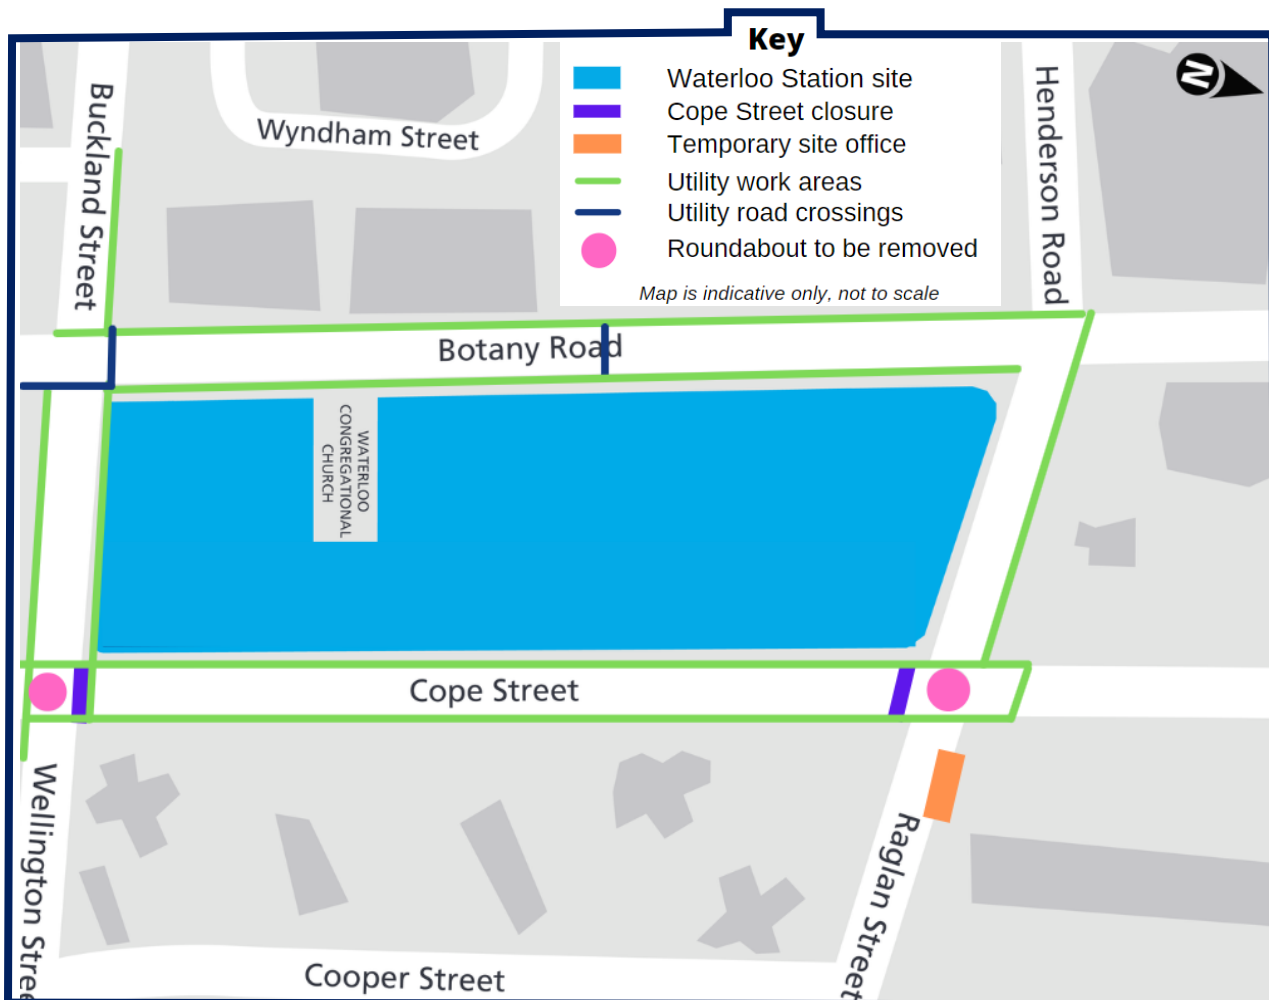 Key
Waterloo Station site
Cope Street closure
Temporary site office
Utility work areas
Utility road crossings
Roundabout to be removed
Map is indicative only, not to scale
N
Buckland Street
Wyndham Street
Henderson Road
Botany Road
WATERLOO
CONGREGATIONAL
CHURCH
Cope Street
Wellington Stree
Raglan Street
Cooper Street